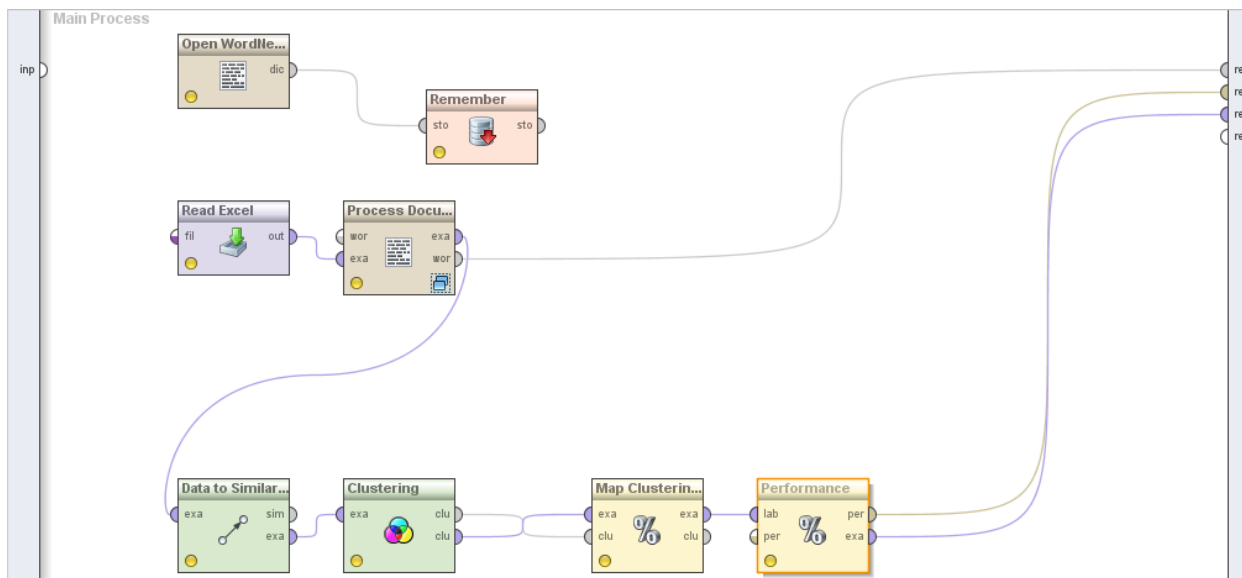 Main Process
Open WordNe...
inp
dic
re
re
Remember
re
sto sto
re
Read Excel Process Docu...
fil out wor exa
exa wor
Data to Similar... Clustering Map Clusterin... Performance
exa sim exa clu exa exa lab per
exa clu clu clu per exa